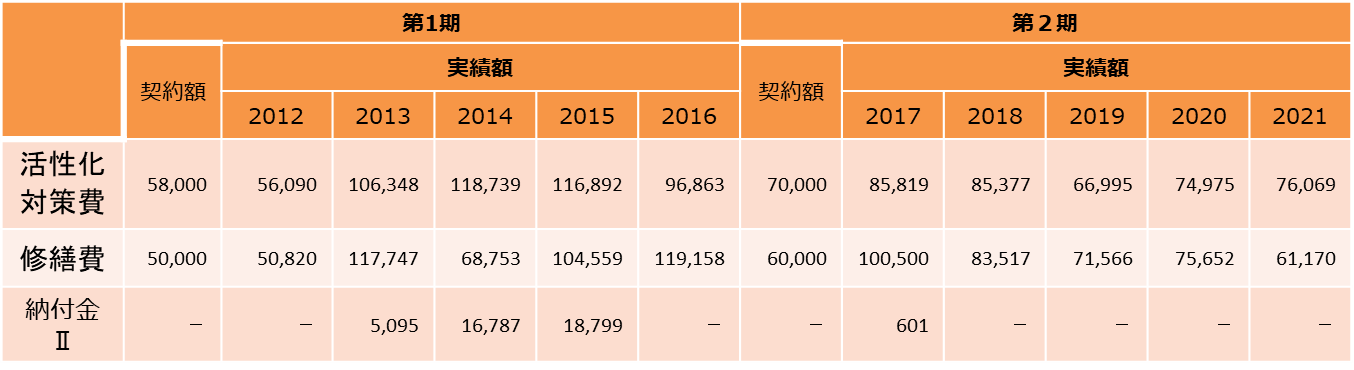 第1期 第２期
契約額 実績額 契約額 実績額
2012 2013 2014 2015 2016 2017 2018 2019 2020 2021
活性化
対策費 58,000 56,090 106,348 118,739 116,892 96,863 70,000 85,819 85,377 66,995 74,975 76,069
修繕費 50,000 50,820 117,747 68,753 104,559 119,158 60,000 100,500 83,517 71,566 75,652 61,170
納付金
Ⅱ － － 5,095 16,787 18,799 － － 601 － － － －